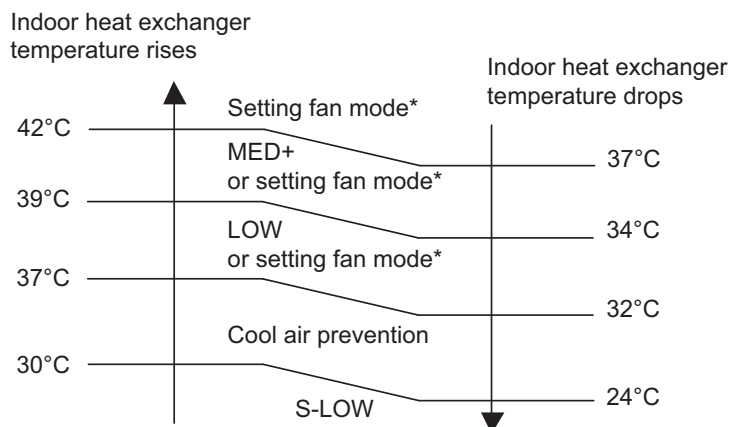 Indoor heat exchanger
temperature rises
Indoor heat exchanger
temperature drops
Setting fan mode*
42°C
37°C
MED+
or setting fan mode*
39°C
34°C
LOW
or setting fan mode*
37°C
32°C
Cool air prevention
30°C
24°C
S-LOW